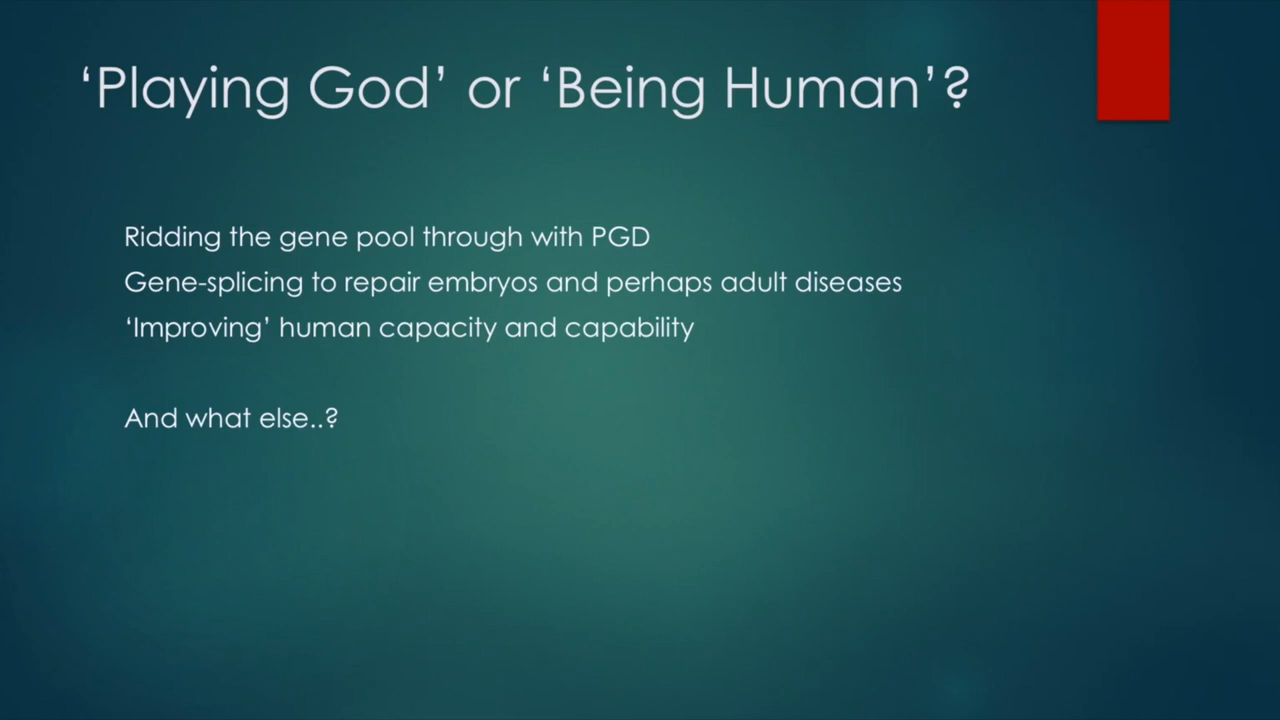 ‘Playing God’ or ‘Being Human’?
Ridding the gene pool through with PGD
Gene-splicing to repair embryos and perhaps adult diseases
‘Improving’ human capacity and capability
And what else..?